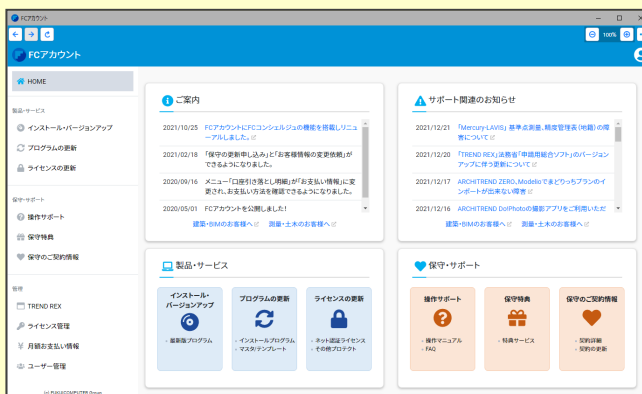 FCアカウント
100%
FCアカウント
HOME
製品・サービス
インストール・バージョンアップ
プログラムの更新
ライセンスの更新
保守・サポート
操作サポート
保守特典
保守のご契約情報
管理
TREND REX
ライセンス管理
月額お支払い情報
ユーザー管理
(c) FUKUICOMPUTER Group
ご案内
2021/10/25 FCアカウントにFCコンシェルジュの機能を搭載しリニュ
ーアルしました。
2021/02/18 「保守の更新申し込み」と「お客様情報の変更依頼」が
できるようになりました。
2020/09/16 メニュー「口座引き落とし明細」が「お支払い情報」に変
更され、お支払い方法を確認できるようになりました。
2020/05/01 FCアカウントを公開しました!
建築・BIMのお客様へ 測量・土木のお客様へ
サポート関連のお知らせ
2021/12/21 「Mercury-LAVIS」 基準点測量、精度管理表(地籍)の障
害について
2021/12/20 「TREND REX」法務省「申請用総合ソフト」のバージョン
アップに伴う更新について
2021/12/17 ARCHITREND ZERO、Modelioでまどりっちプランのイ
ンポートが出来ない障害
2021/12/16 ARCHITREND Do!Photoの撮影アプリをご利用いただ
建築・BIMのお客様へ 測量・土木のお客様へ
製品・サービス
インストール・
バージョンアップ
・最新版プログラム
プログラムの更新
・インストールプログラム
・マスタ/テンプレート
ライセンスの更新
・ネット認証ライセンス
・その他プロテクト
保守・サポート
操作サポート
・操作マニュアル
・FAQ
保守特典
・特典サービス
保守のご契約情報
・契約詳細
・契約の更新